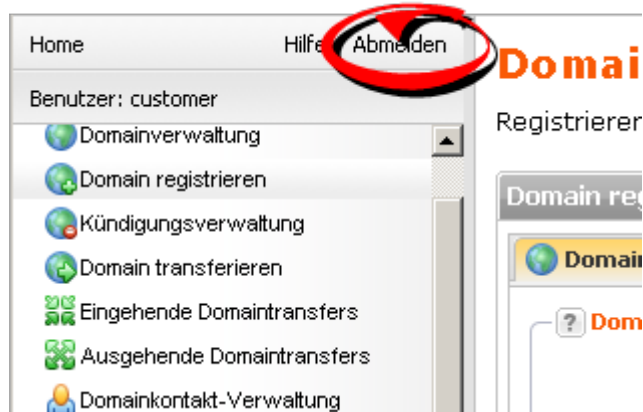 Home Hilfe Abmelden
Benutzer: customer
Domainverwaltung
Domain registrieren
Kündigungsverwaltung
Domain transferieren
Eingehende Domaintransfers
Ausgehende Domaintransfers
Domainkontakt-Verwaltung
Domai
Registrieren
Domain reg
Domain
? Dom